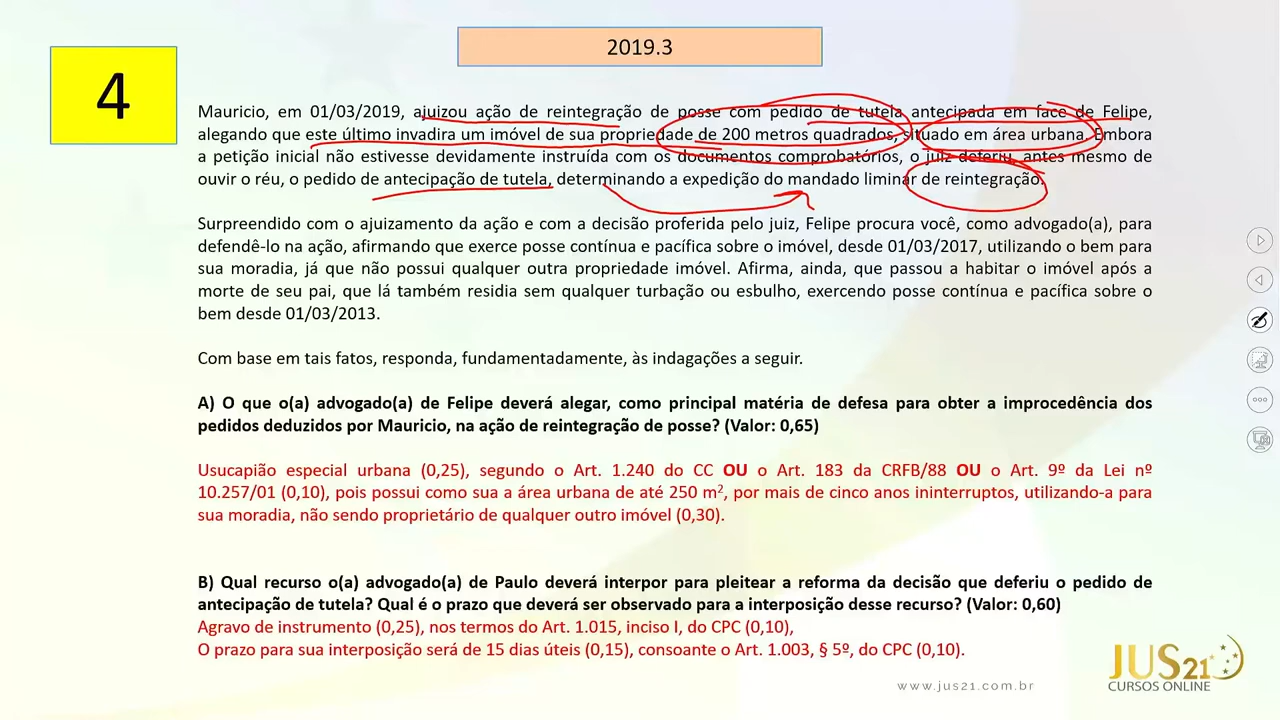 2019.3
4
Mauricio, em 01/03/2019, ajuizou ação de reintegração de posse com pedido de tutela antecipada em face de Felipe,
alegando que este último invadira um imóvel de sua propriedade de 200 metros quadrados, situado em área urbana. Embora
a petição inicial não estivesse devidamente instruída com os documentos comprobatórios, o juiz deferiu, antes mesmo de
ouvir o réu, o pedido de antecipação de tutela, determinando a expedição do mandado liminar de reintegração.
Surpreendido com o ajuizamento da ação e com a decisão proferida pelo juiz, Felipe procura você, como advogado(a), para
defendê-lo na ação, afirmando que exerce posse contínua e pacífica sobre o imóvel, desde 01/03/2017, utilizando o bem para
sua moradia, já que não possui qualquer outra propriedade imóvel. Afirma, ainda, que passou a habitar o imóvel após a
morte de seu pai, que lá também residia sem qualquer turbação ou esbulho, exercendo posse contínua e pacífica sobre o
bem desde 01/03/2013.
Com base em tais fatos, responda, fundamentadamente, às indagações a seguir.
A) O que o(a) advogado(a) de Felipe deverá alegar, como principal matéria de defesa para obter a improcedência dos
pedidos deduzidos por Mauricio, na ação de reintegração de posse? (Valor: 0,65)
Usucapião especial urbana (0,25), segundo o Art. 1.240 do CC OU o Art. 183 da CRFB/88 OU o Art. 9º da Lei nº
10.257/01 (0,10), pois possui como sua a área urbana de até 250 m², por mais de cinco anos ininterruptos, utilizando-a para
sua moradia, não sendo proprietário de qualquer outro imóvel (0,30).
B) Qual recurso o(a) advogado(a) de Paulo deverá interpor para pleitear a reforma da decisão que deferiu o pedido de
antecipação de tutela? Qual é o prazo que deverá ser observado para a interposição desse recurso? (Valor: 0,60)
Agravo de instrumento (0,25), nos termos do Art. 1.015, inciso I, do CPC (0,10),
O prazo para sua interposição será de 15 dias úteis (0,15), consoante o Art. 1.003, § 5º, do CPC (0,10).
JUS21
CURSOS ONLINE
www.jus21.com.br